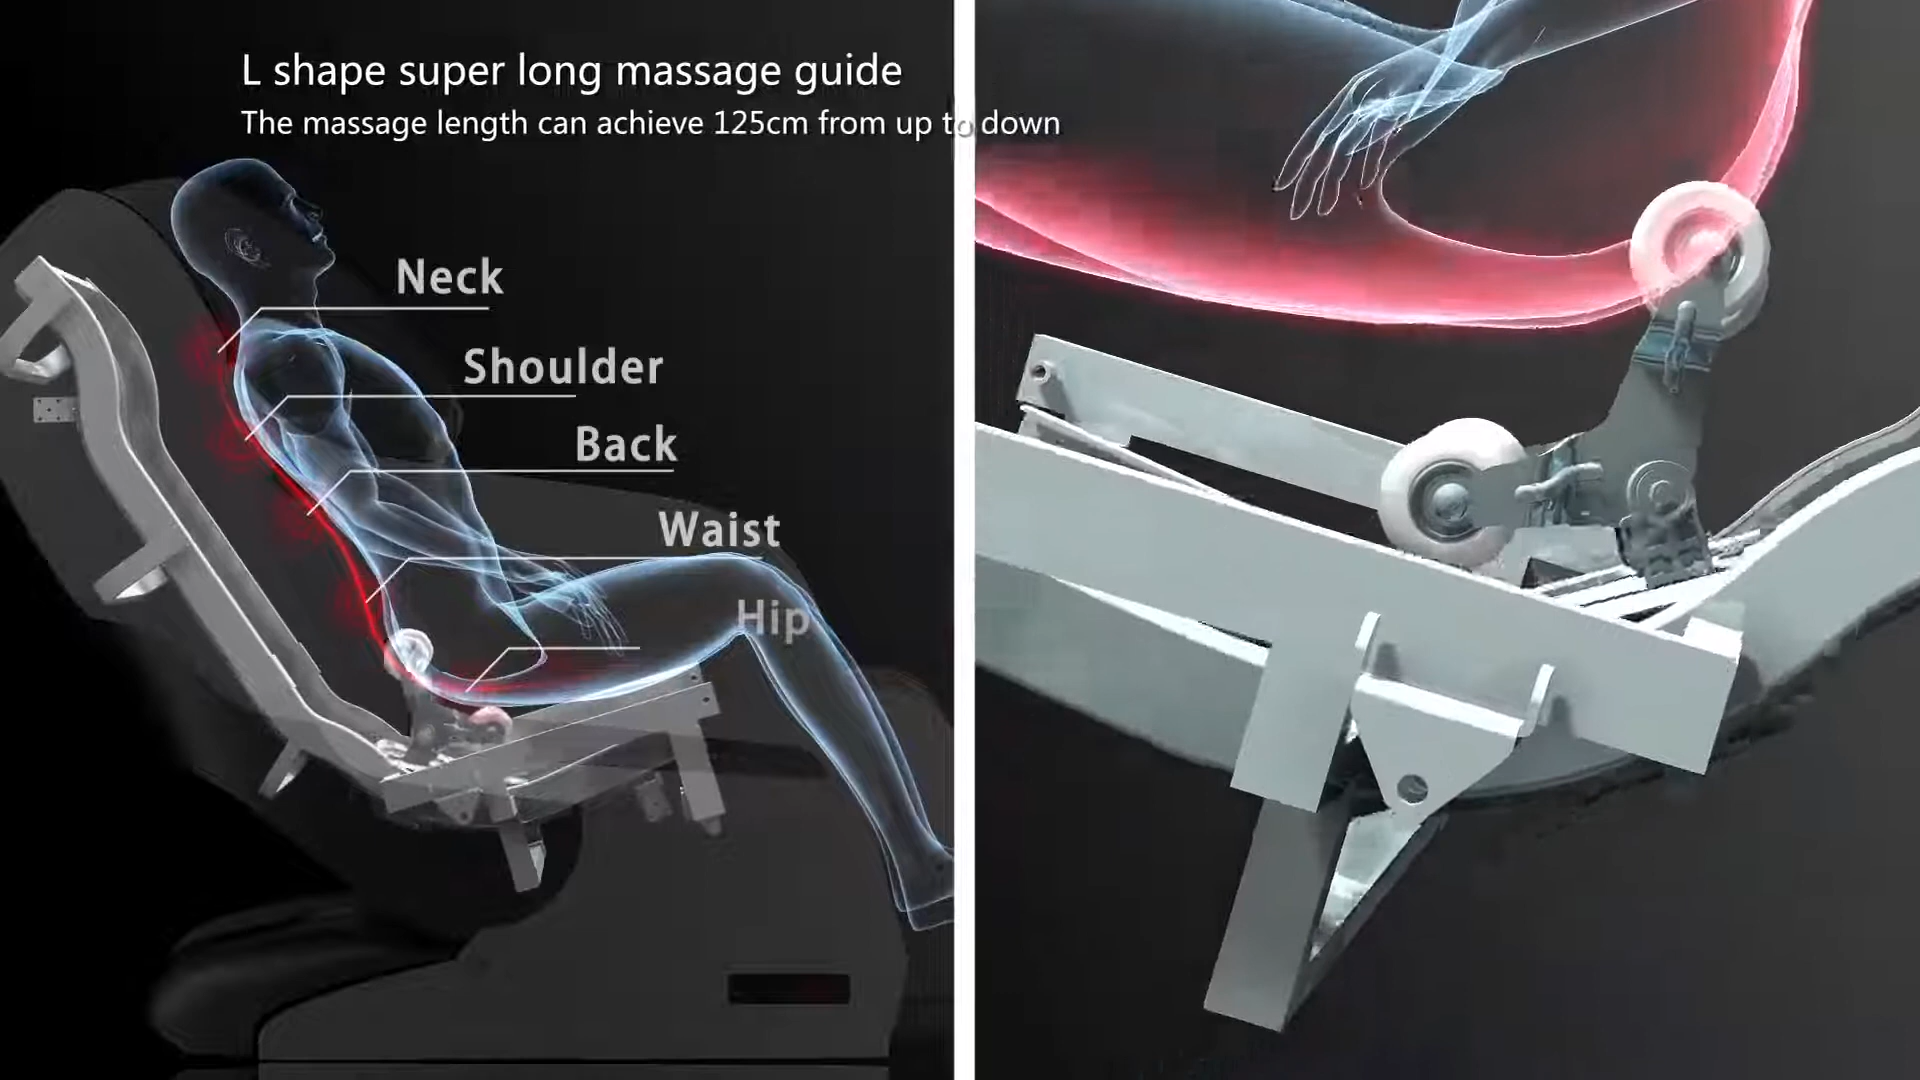 L shape super long massage guide
The massage length can achieve 125cm from up to down
Neck
Shoulder
Back
Waist
Hip